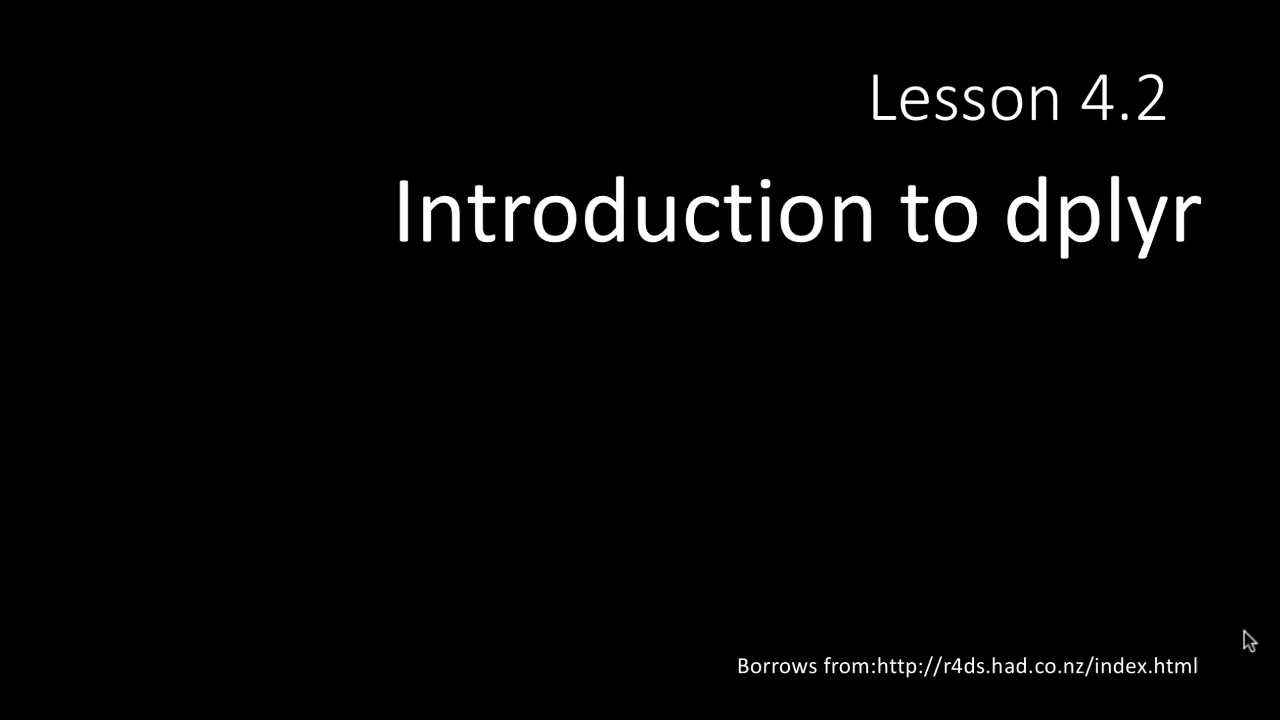 Lesson 4.2
Introduction to dplyr
Borrows from:http://r4ds.had.co.nz/index.html